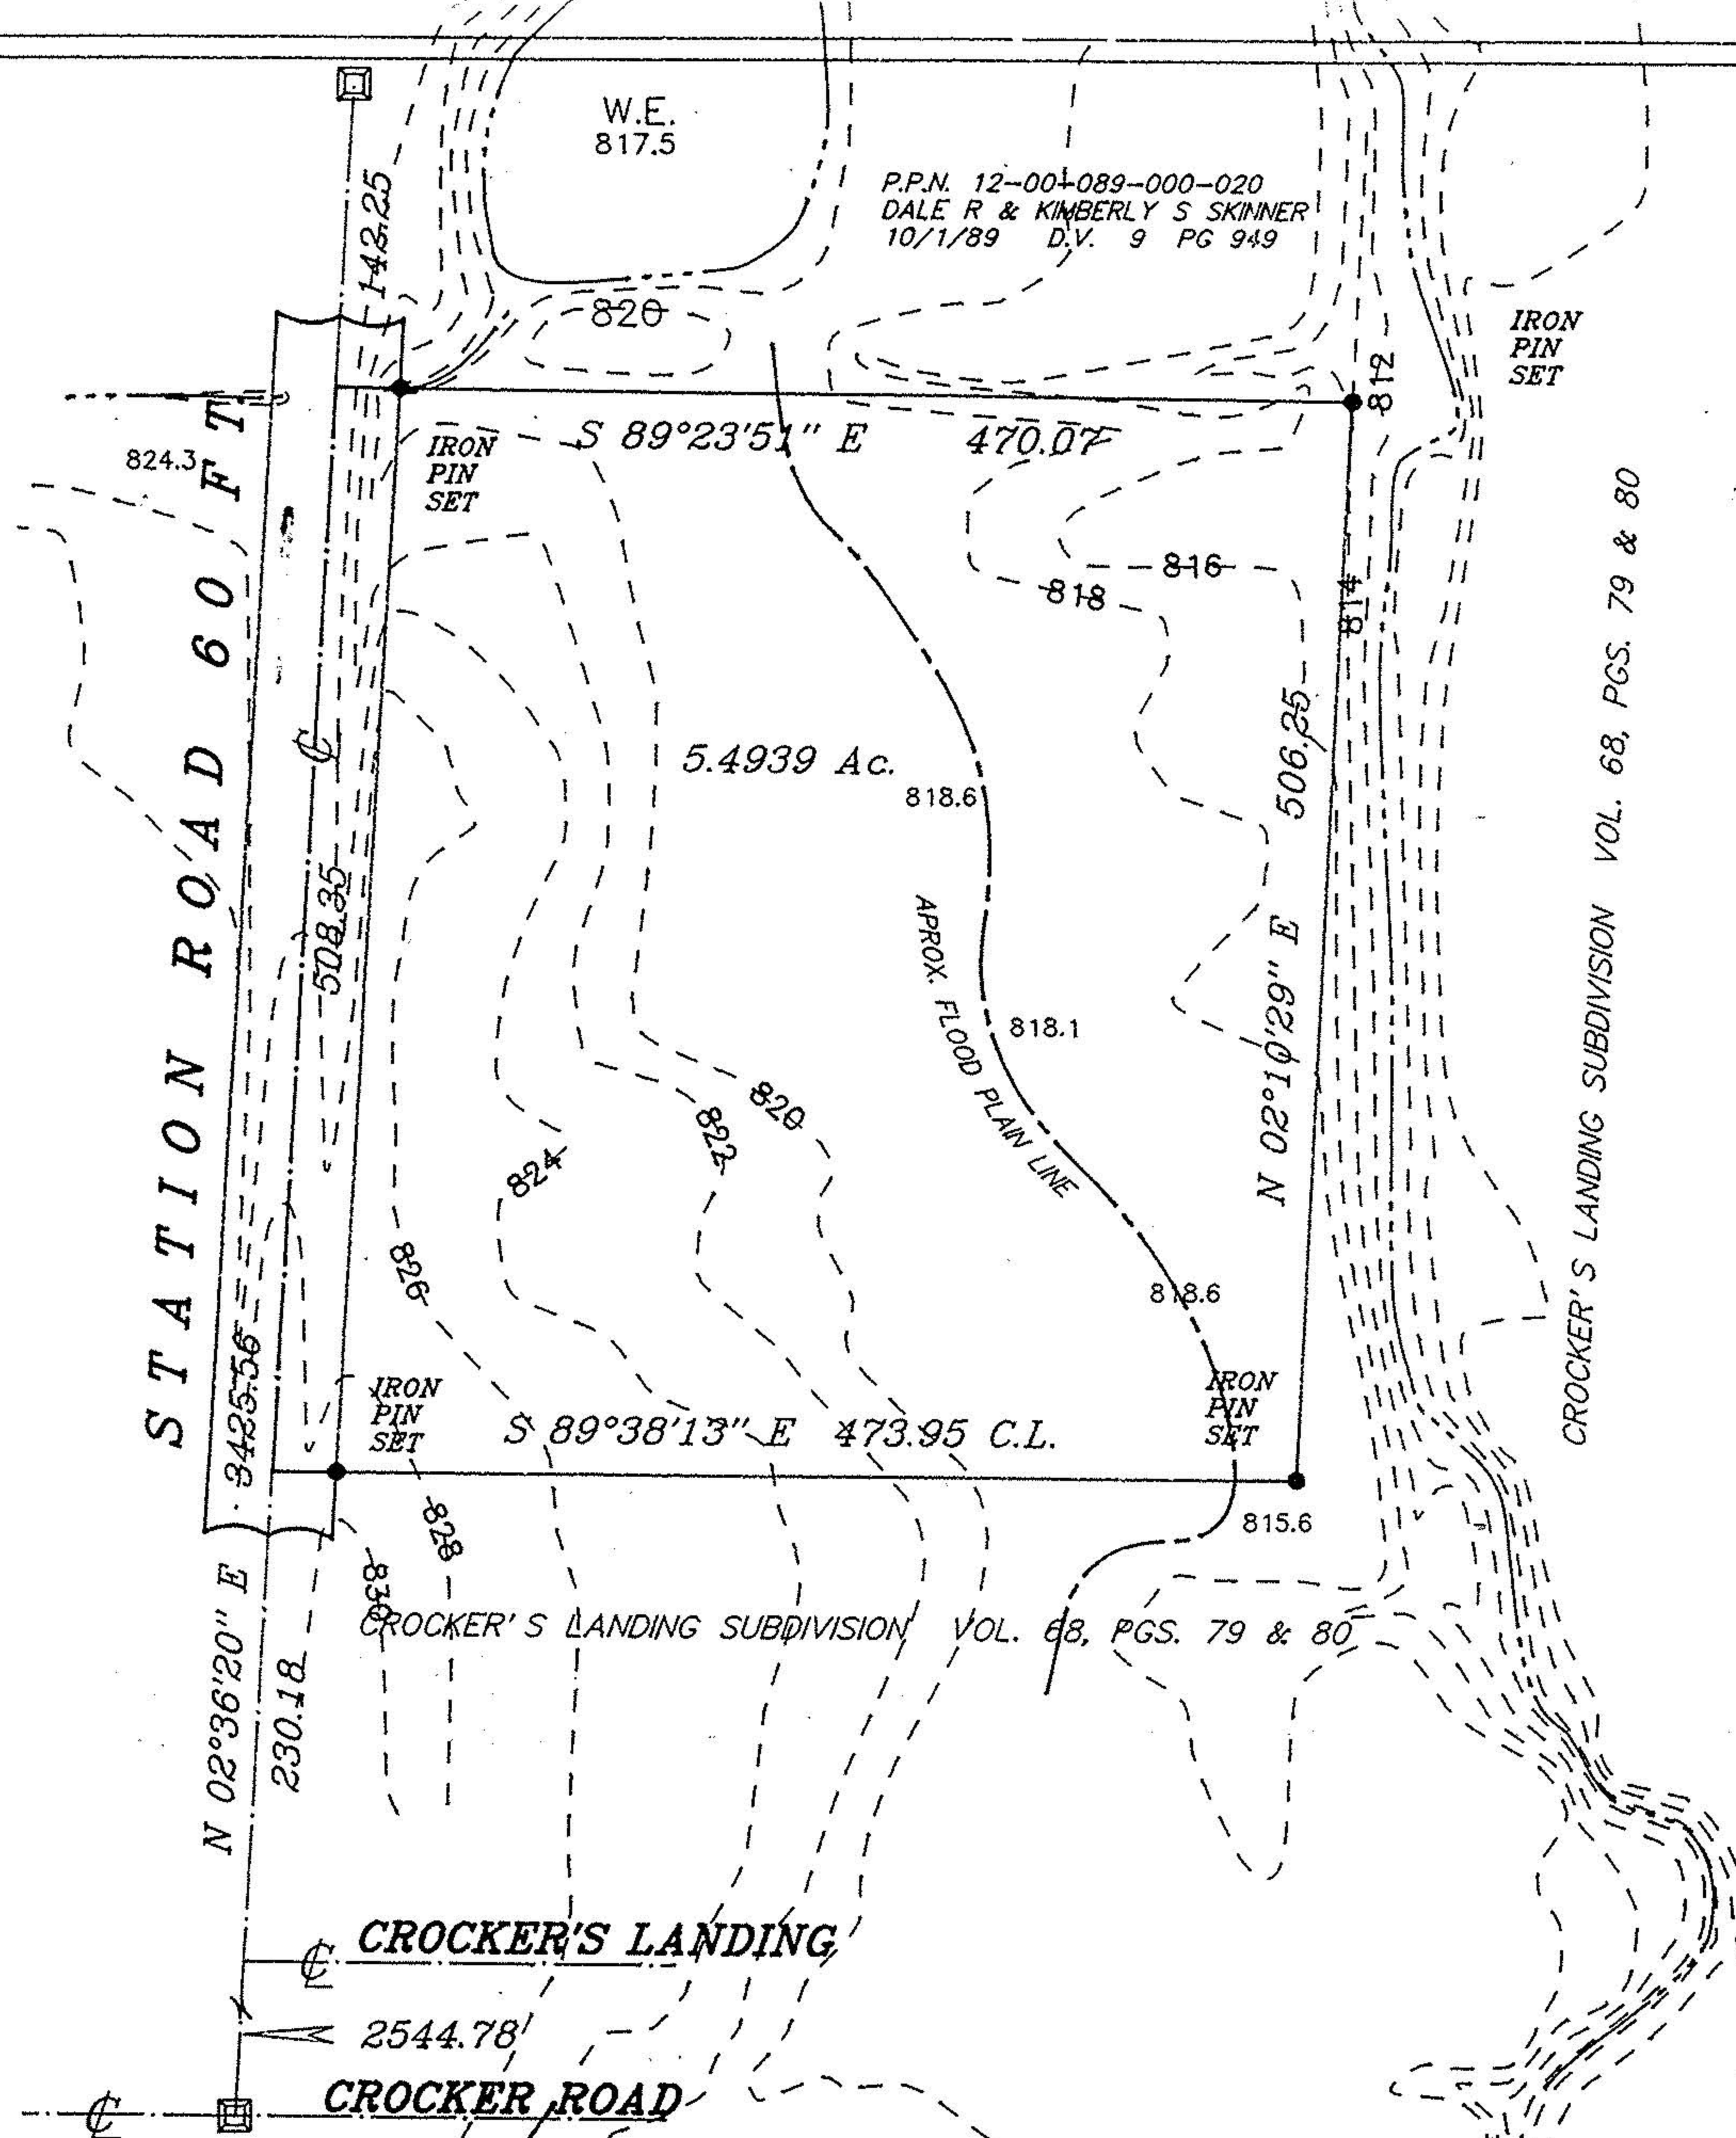 W.E.
817.5
142.25
P.P.N. 12-00-089-000-020
DALE R & KIMBERLY S SKINNER
10/1/89 D.V. 9 PG 949
820
IRON
PIN
SET
812
S 89°23'51" E 470.07
IRON
PIN
SET
824.3
STATION ROAD 60 FT.
816
818
814
℄
5.4939 Ac.
818.6
506.25
N 02°10'29" E
508.35
CROCKER'S LANDING SUBDIVISION VOL. 68, PGS. 79 & 80
APROX. FLOOD PLAIN LINE
818.1
820
822
824
826
818.6
3425.56
IRON
PIN
SET
IRON
PIN
SET
S 89°38'13" E 473.95 C.L.
815.6
828
830
CROCKER'S LANDING SUBDIVISION VOL. 68, PGS. 79 & 80
N 02°36'20" E
230.18
℄ CROCKER'S LANDING
2544.78'
℄ CROCKER ROAD